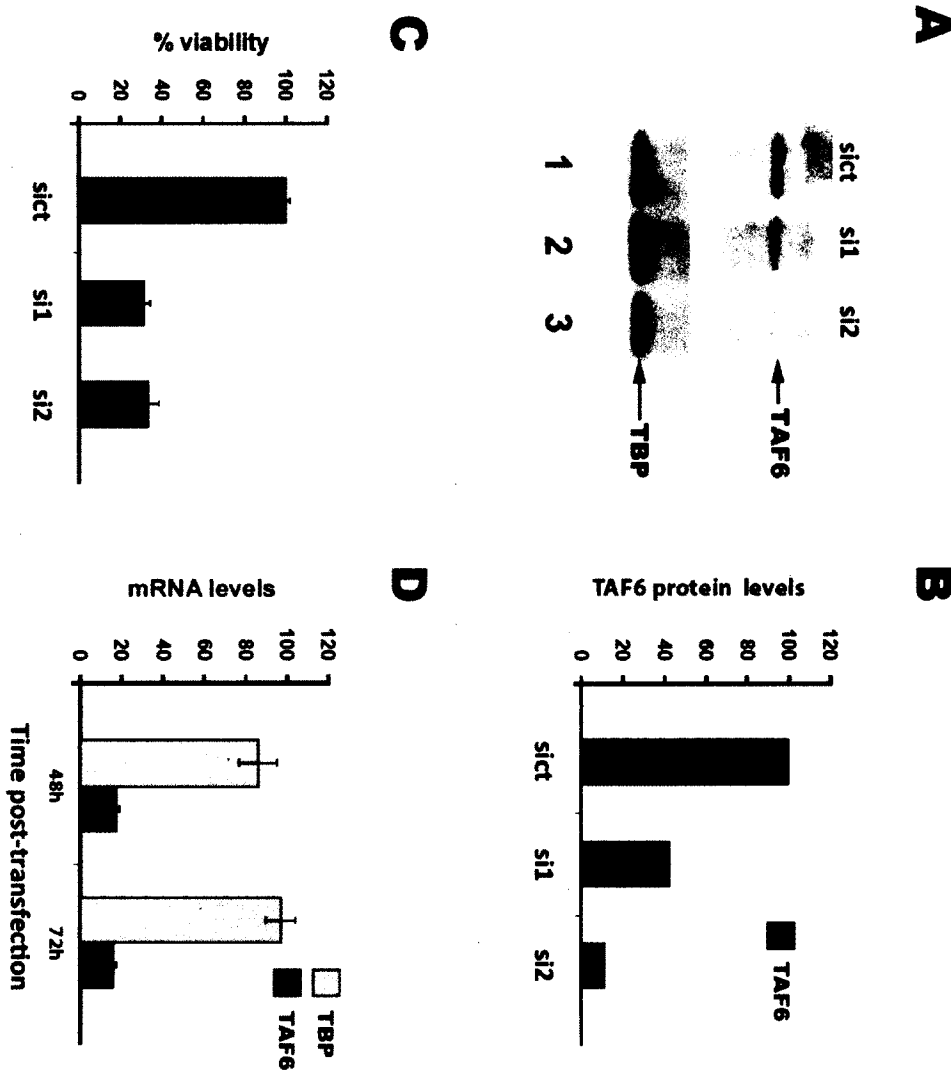 A
sict si1 si2
TAF6
TBP
1 2 3
B
TAF6 protein levels
120
100
80
60
40
20
0
sict si1 si2
TAF6
C
% viability
120
100
80
60
40
20
0
sict si1 si2
D
mRNA levels
120
100
80
60
40
20
0
TBP
TAF6
48h 72h
Time post-transfection